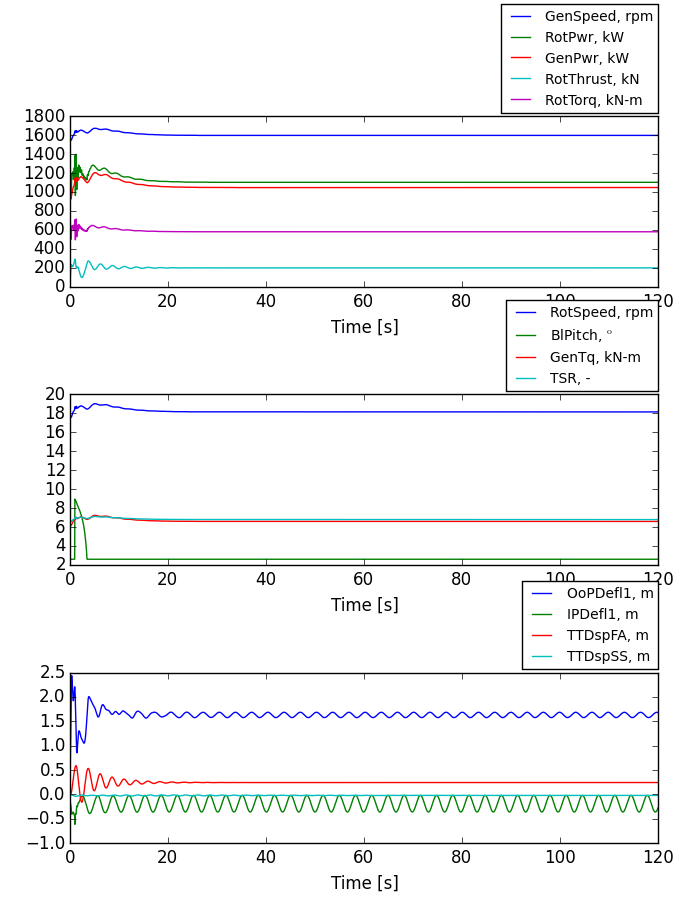 GenSpeed, rpm
RotPwr, kW
GenPwr, kW
RotThrust, kN
RotTorq, kN-m
1800
1600
1400
1200
1000
800
600
400
200
0
0 20 40 60 80 100 120
Time [s]
RotSpeed, rpm
BlPitch, °
GenTq, kN-m
TSR, -
20
18
16
14
12
10
8
6
4
2
0 20 40 60 80 100 120
Time [s]
OoPDefl1, m
IPDefl1, m
TTDspFA, m
TTDspSS, m
2.5
2.0
1.5
1.0
0.5
0.0
−0.5
−1.0
0 20 40 60 80 100 120
Time [s]